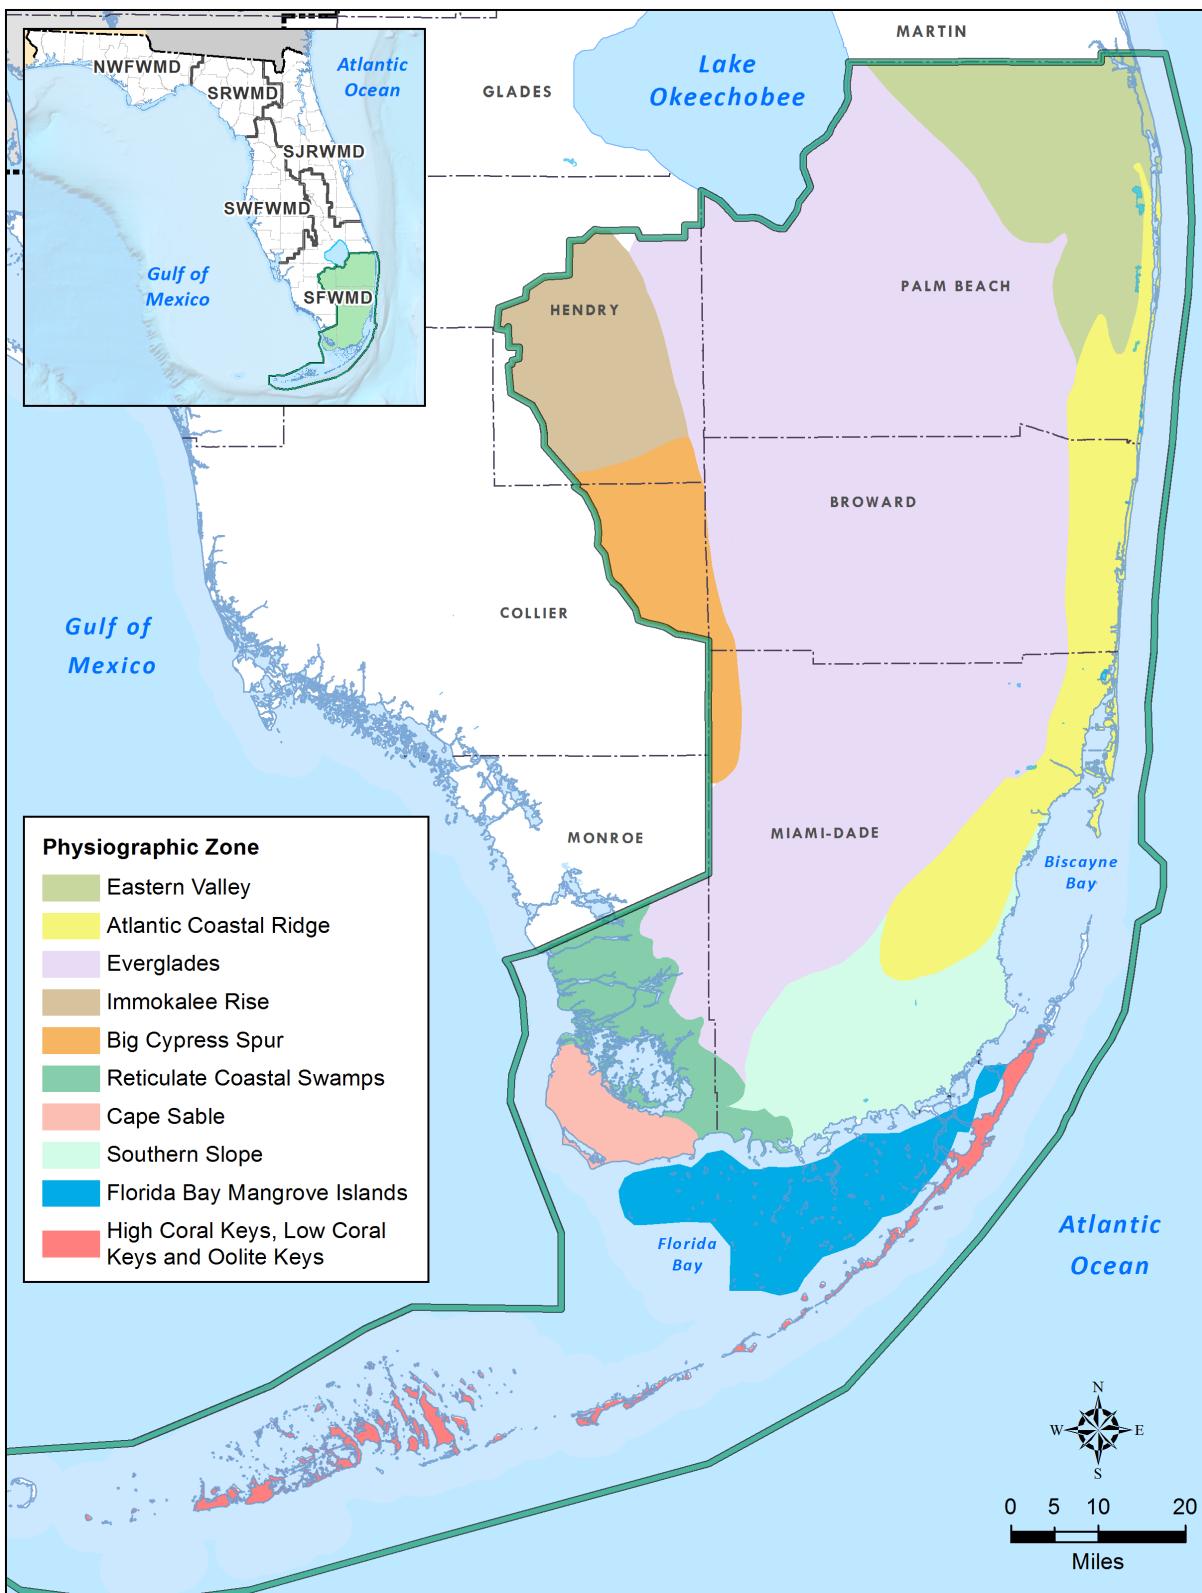 MARTIN
Lake
Okeechobee
GLADES
NWFWMD
SRWMD
Atlantic
Ocean
SJRWMD
SWFWMD
Gulf of
Mexico
SFWMD
HENDRY
PALM BEACH
BROWARD
COLLIER
Gulf of
Mexico
MONROE
MIAMI-DADE
Biscayne
Bay
Physiographic Zone
Eastern Valley
Atlantic Coastal Ridge
Everglades
Immokalee Rise
Big Cypress Spur
Reticulate Coastal Swamps
Cape Sable
Southern Slope
Florida Bay Mangrove Islands
High Coral Keys, Low Coral
Keys and Oolite Keys
Florida
Bay
Atlantic
Ocean
N
W E
S
0 5 10 20
Miles